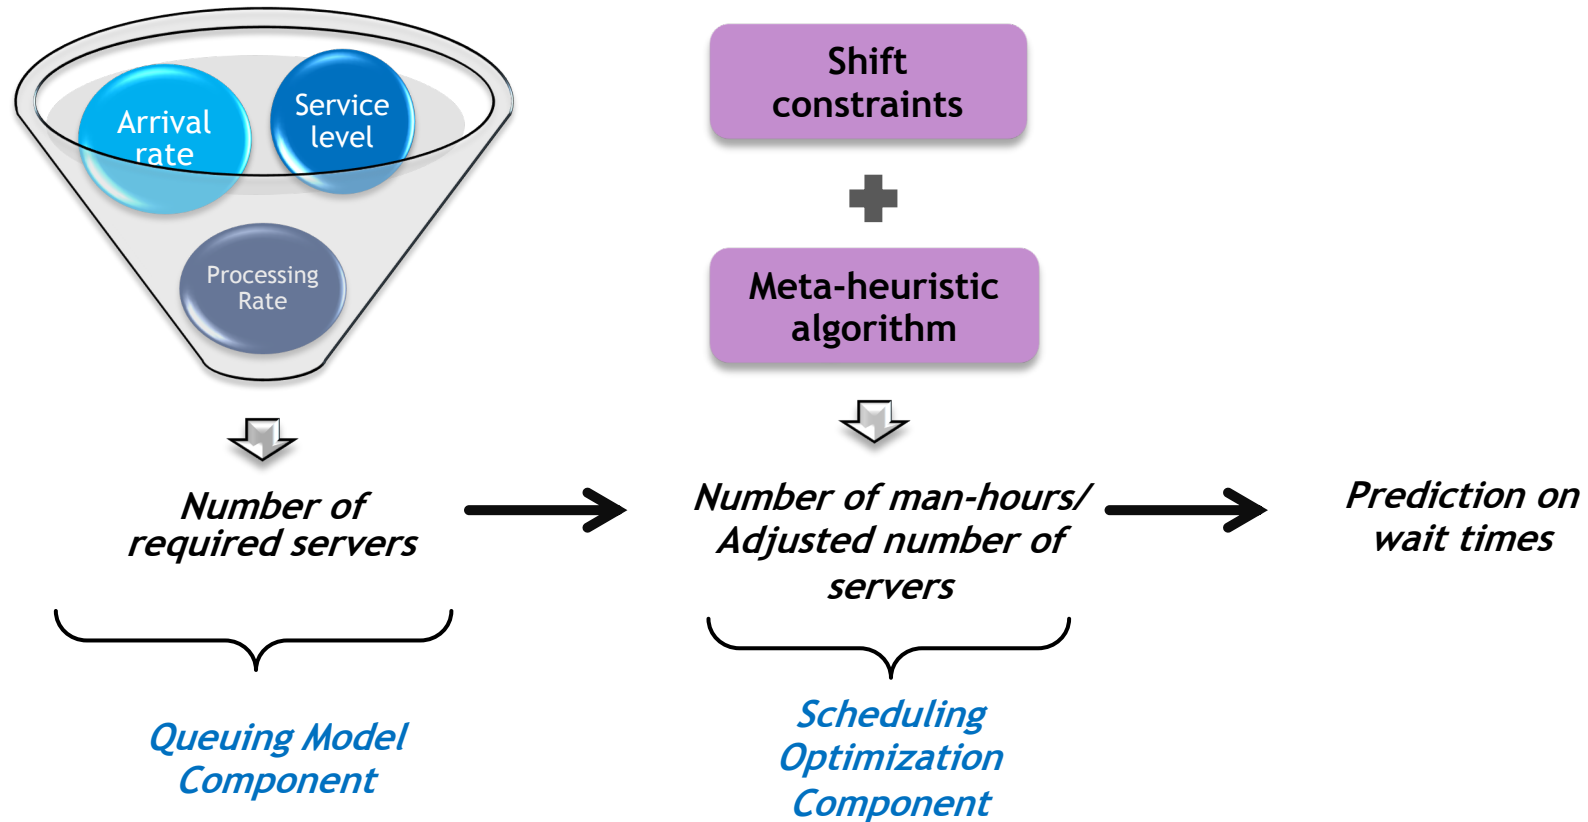 Arrival
rate
Service
level
Processing
Rate
Number of
required servers
Queuing Model
Component
Shift
constraints
Meta-heuristic
algorithm
Number of man-hours/
Adjusted number of
servers
Scheduling
Optimization
Component
Prediction on
wait times